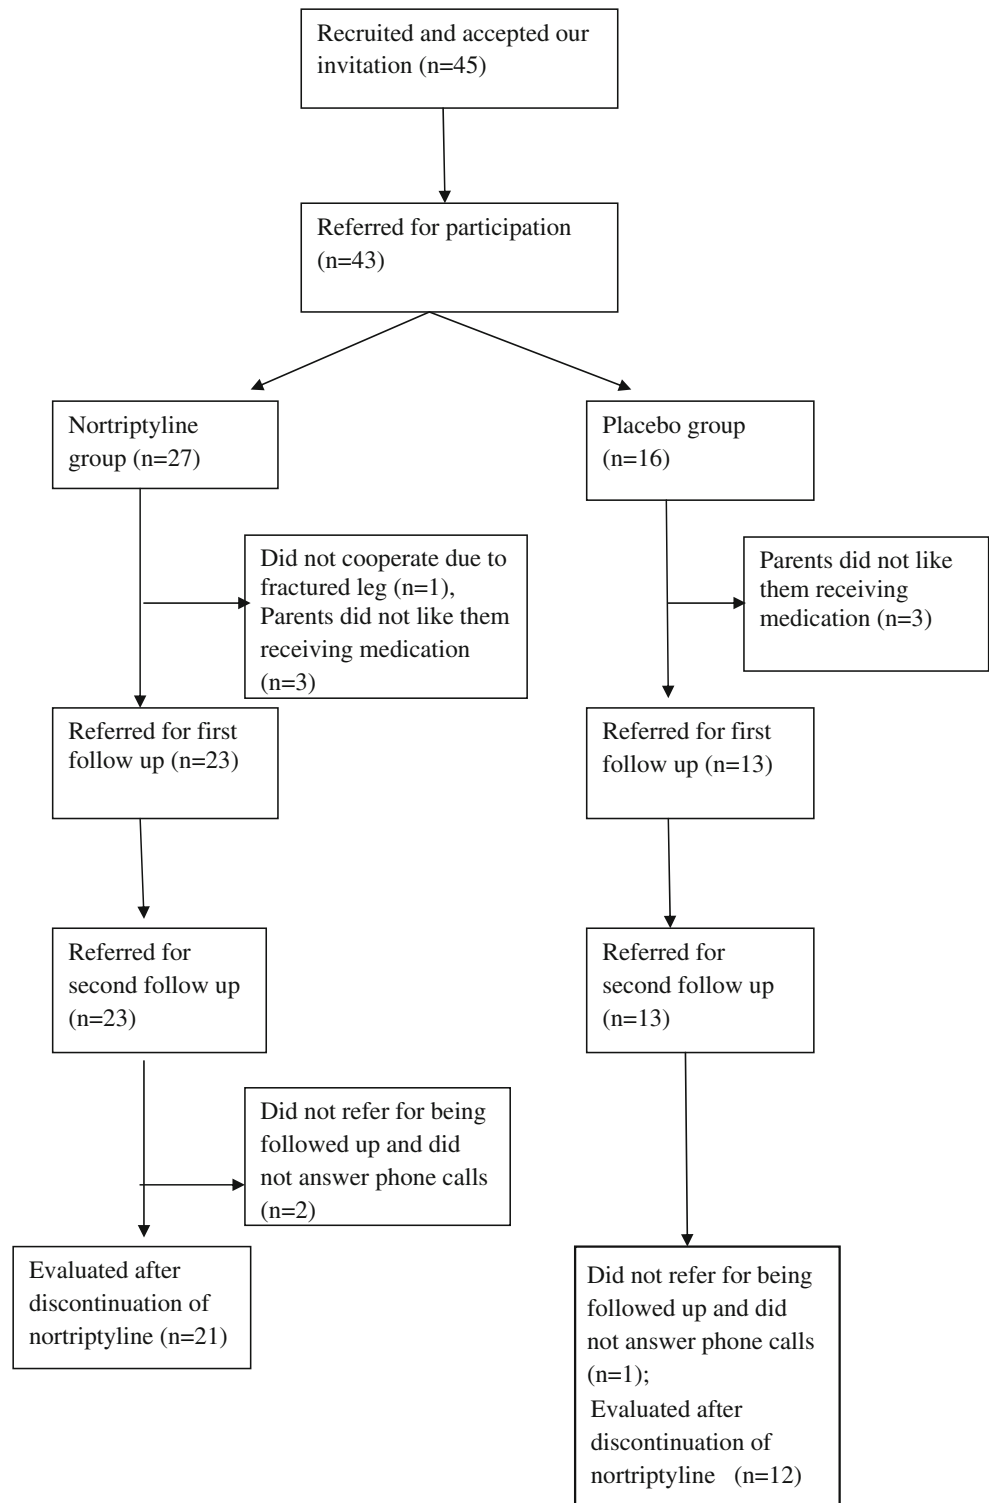 Recruited and accepted our
invitation (n=45)
Referred for participation
(n=43)
Nortriptyline
group (n=27)
Placebo group
(n=16)
Did not cooperate due to
fractured leg (n=1),
Parents did not like them
receiving medication
(n=3)
Parents did not like
them receiving
medication (n=3)
Referred for first
follow up (n=23)
Referred for first
follow up (n=13)
Referred for
second follow up
(n=23)
Referred for
second follow up
(n=13)
Did not refer for being
followed up and did
not answer phone calls
(n=2)
Evaluated after
discontinuation of
nortriptyline (n=21)
Did not refer for being
followed up and did
not answer phone calls
(n=1);
Evaluated after
discontinuation of
nortriptyline (n=12)